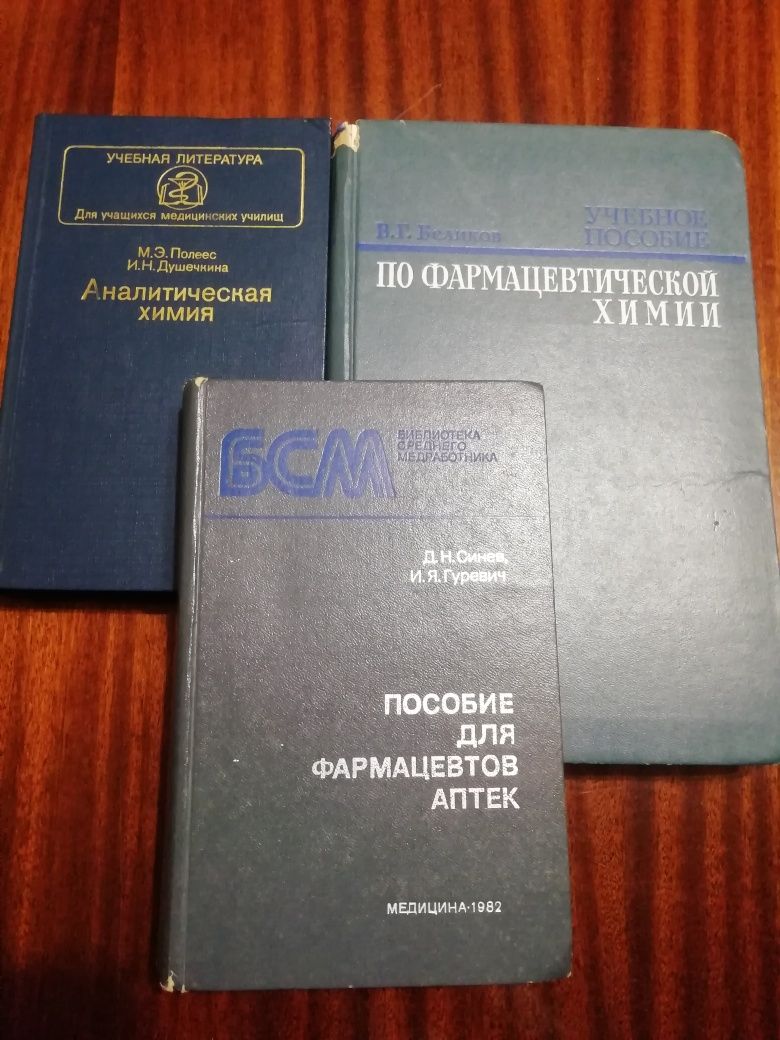 УЧЕБНАЯ ЛИТЕРАТУРА
Для учащихся медицинских училищ
М.Э. Полеес
И.Н. Душечкина
Аналитическая
химия
В.Г. Беликов
УЧЕБНОЕ
ПОСОБИЕ
ПО ФАРМАЦЕВТИЧЕСКОЙ
ХИМИИ
БСМ
БИБЛИОТЕКА
СРЕДНЕГО
МЕДРАБОТНИКА
Д.Н. Синев,
И.Я. Гуревич
ПОСОБИЕ
ДЛЯ
ФАРМАЦЕВТОВ
АПТЕК
МЕДИЦИНА·1982